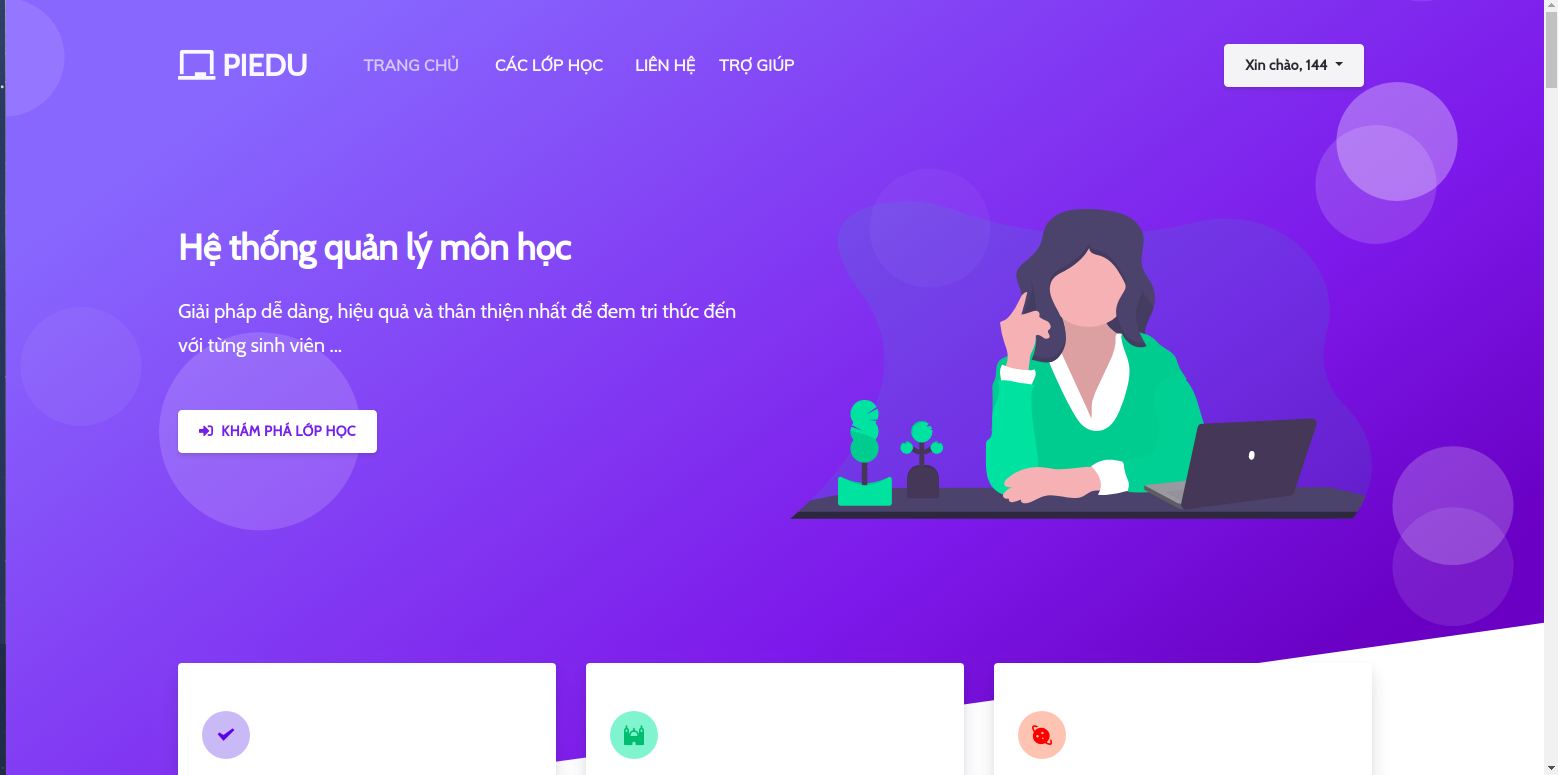 PIEDU
TRANG CHỦ
CÁC LỚP HỌC
LIÊN HỆ
TRỢ GIÚP
Xin chào, 144
Hệ thống quản lý môn học
Giải pháp dễ dàng, hiệu quả và thân thiện nhất để đem tri thức đến
với từng sinh viên ...
KHÁM PHÁ LỚP HỌC